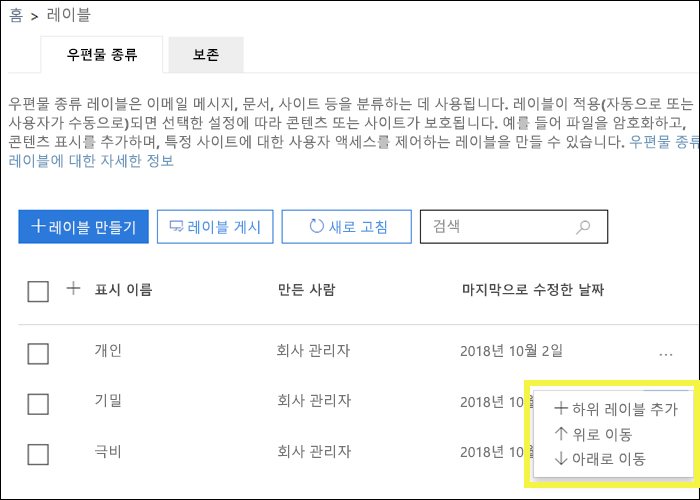 홈 > 레이블
우편물 종류 보존
우편물 종류 레이블은 이메일 메시지, 문서, 사이트 등을 분류하는 데 사용됩니다. 레이블이 적용(자동으로 또는
사용자가 수동으로)되면 선택한 설정에 따라 콘텐츠 또는 사이트가 보호됩니다. 예를 들어 파일을 암호화하고,
콘텐츠 표시를 추가하며, 특정 사이트에 대한 사용자 액세스를 제어하는 레이블을 만들 수 있습니다. 우편물 종류
레이블에 대한 자세한 정보
+ 레이블 만들기 레이블 게시 새로 고침 검색
+ 표시 이름 만든 사람 마지막으로 수정한 날짜
개인 회사 관리자 2018년 10월 2일 ...
기밀 회사 관리자 2018년 10
극비 회사 관리자 2018년 10
+ 하위 레이블 추가
↑ 위로 이동
↓ 아래로 이동